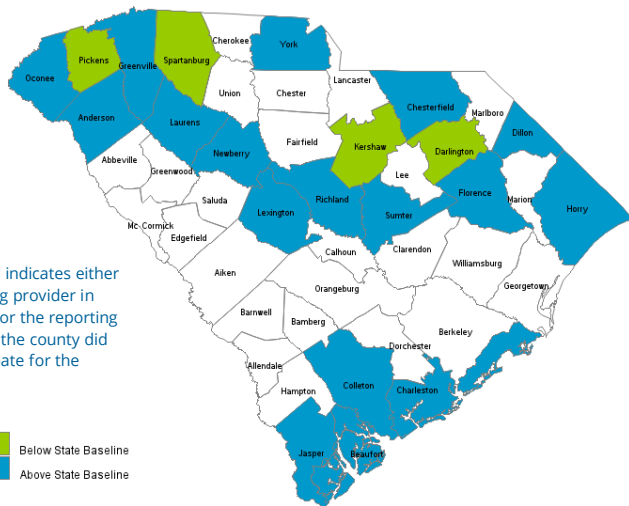 Cherokee
York
Pickens
Spartanburg
Greenville
Oconee
Union
Chester
Lancaster
Chesterfield
Marlboro
Anderson
Laurens
Dillon
Fairfield
Kershaw
Darlington
Newberry
Abbeville
Greenwood
Lee
Florence
Marion
Horry
Saluda
Richland
Lexington
Sumter
Mc Cormick
Edgefield
Calhoun
Clarendon
Williamsburg
Aiken
Georgetown
Orangeburg
indicates either
g provider in
or the reporting
the county did
ate for the
Barnwell
Bamberg
Berkeley
Dorchester
Allendale
Hampton
Colleton
Charleston
Jasper
Beaufort
Below State Baseline
Above State Baseline